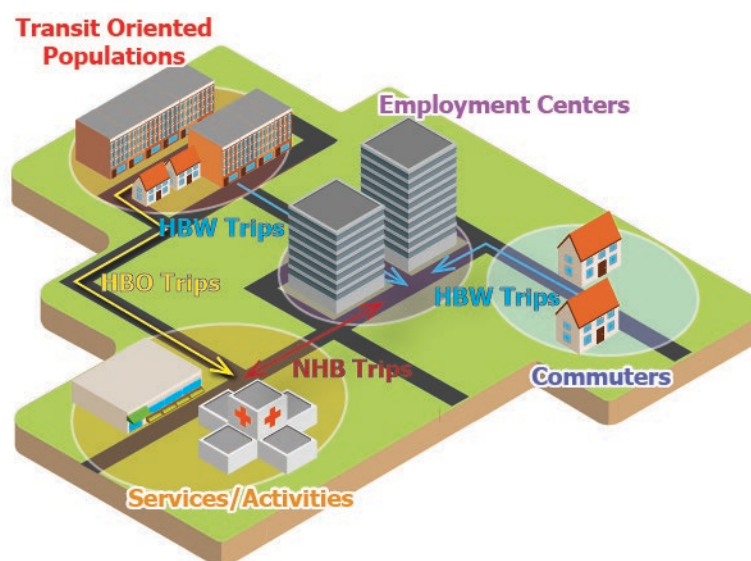 Transit Oriented
Populations
Employment Centers
HBW Trips
HBO Trips
HBW Trips
NHB Trips
Commuters
Services/Activities